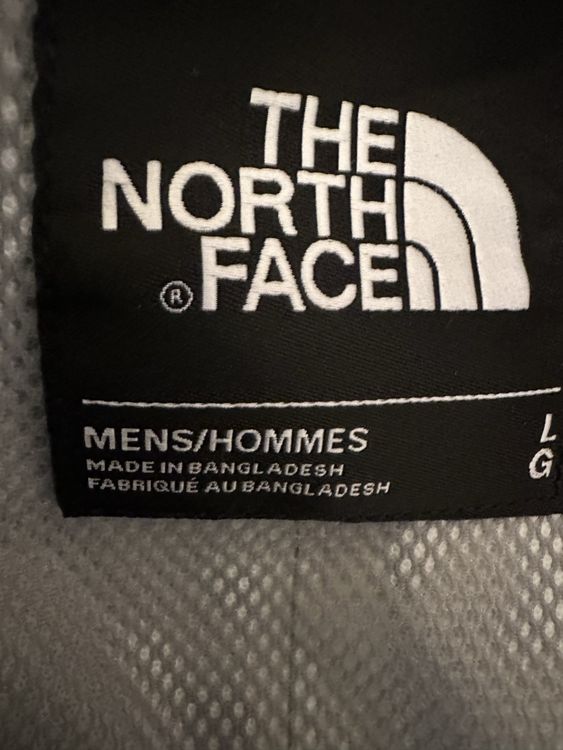 THE
NORTH
® FACE
MENS/HOMMES L
MADE IN BANGLADESH G
FABRIQUÉ AU BANGLADESH